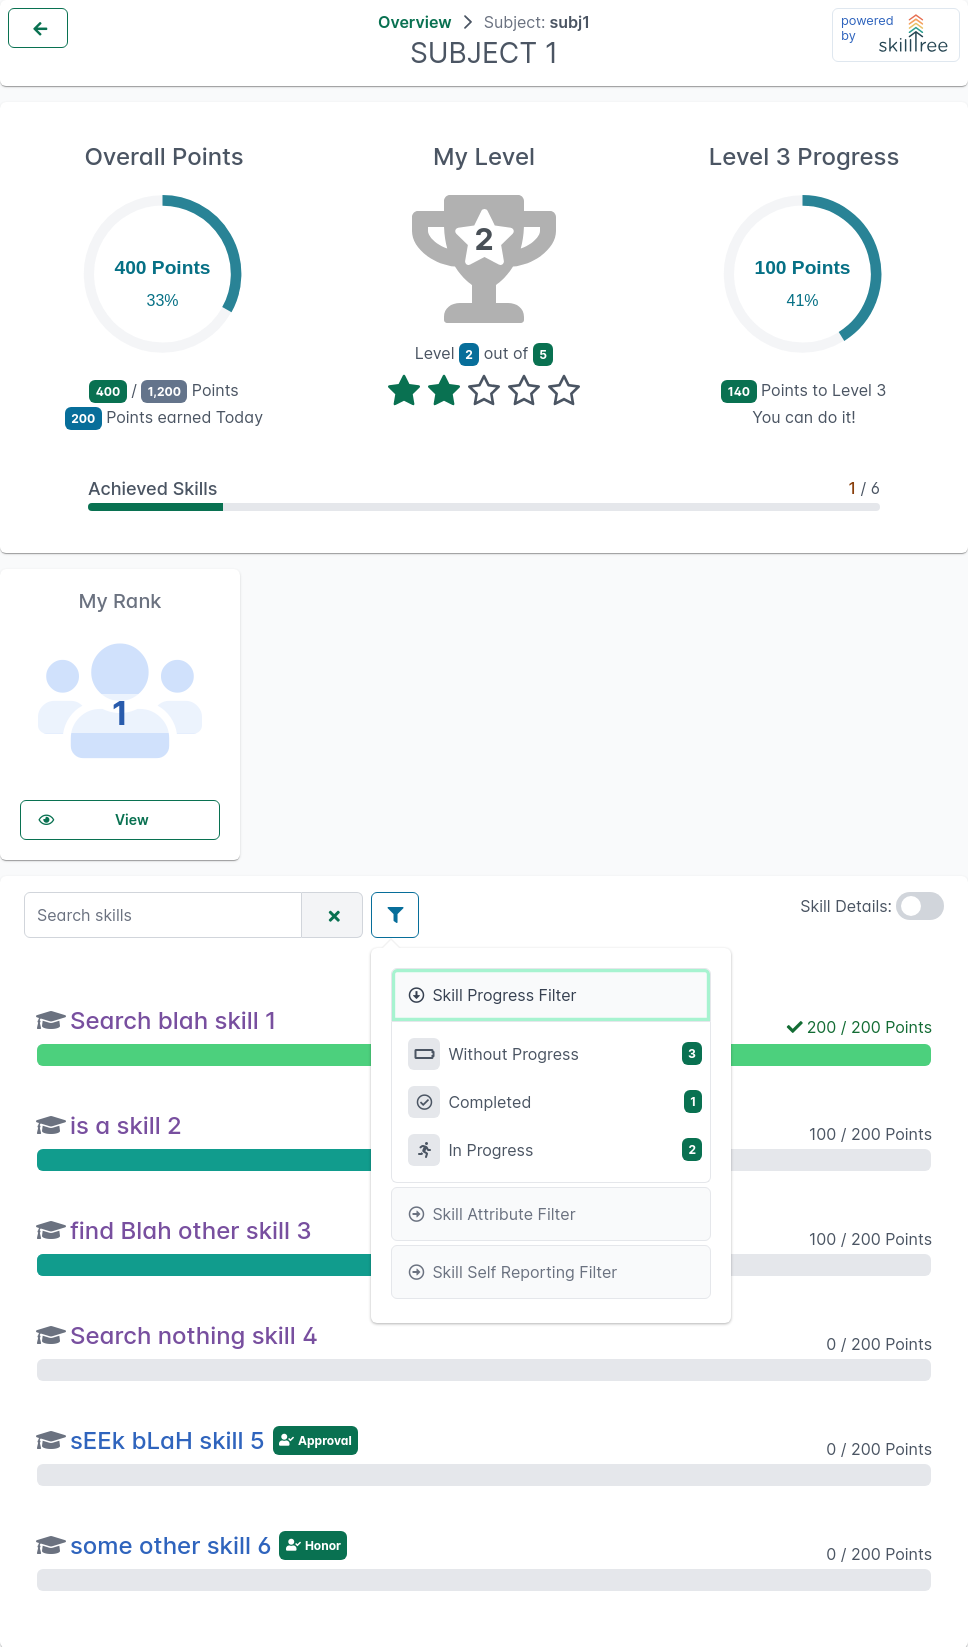 Overview > Subject: subj1
SUBJECT 1
powered by
skilltree
Overall Points
400 Points
33%
400 / 1,200 Points
200 Points earned Today
My Level
2
Level 2 out of 5
Level 3 Progress
100 Points
41%
140 Points to Level 3
You can do it!
Achieved Skills
1 / 6
My Rank
1
View
Search skills
Skill Details:
Skill Progress Filter
Without Progress 3
Completed 1
In Progress 2
Skill Attribute Filter
Skill Self Reporting Filter
Search blah skill 1
200 / 200 Points
is a skill 2
100 / 200 Points
find Blah other skill 3
100 / 200 Points
Search nothing skill 4
0 / 200 Points
sEEk bLaH skill 5 Approval
0 / 200 Points
some other skill 6 Honor
0 / 200 Points